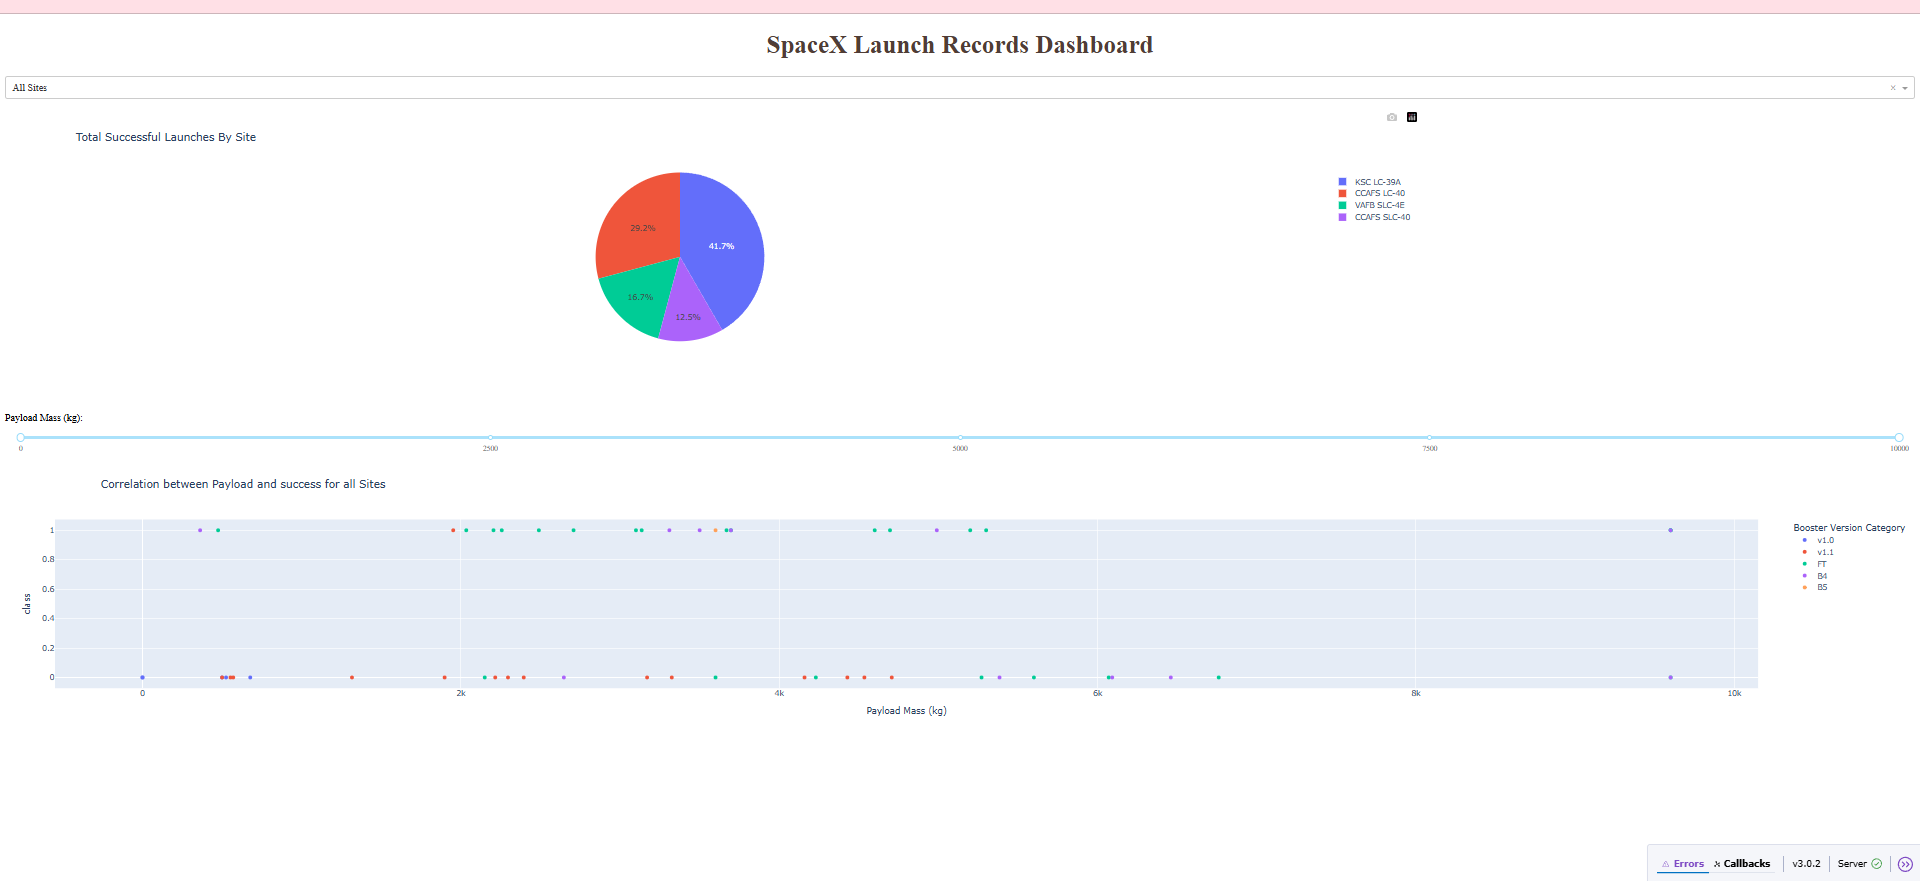 SpaceX Launch Records Dashboard
All Sites
Total Successful Launches By Site
KSC LC-39A
CCAFS LC-40
VAFB SLC-4E
CCAFS SLC-40
29.2%
41.7%
16.7%
12.5%
Payload Mass (kg):
0 2500 5000 7500 10000
Correlation between Payload and success for all Sites
1
0.8
0.6
0.4
0.2
0
class
0 2k 4k 6k 8k 10k
Payload Mass (kg)
Booster Version Category
v1.0
v1.1
FT
B4
B5
Errors Callbacks v3.0.2 Server